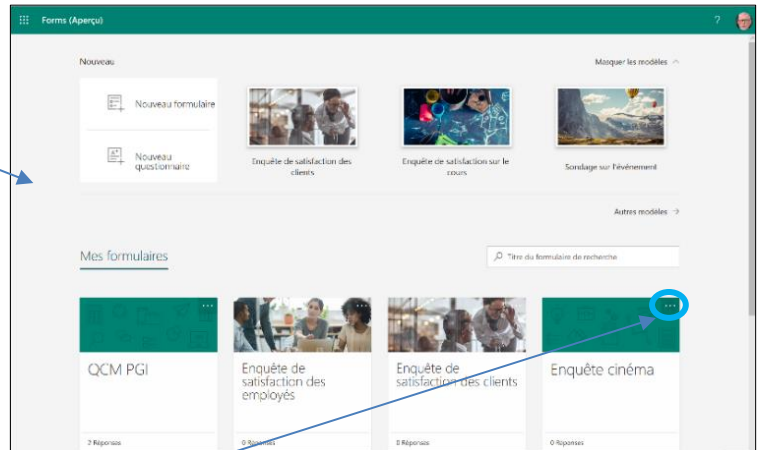 Forms (Aperçu)
?
Nouveau
Masquer les modèles
Nouveau formulaire
Nouveau
questionnaire
Enquête de satisfaction des
clients
Enquête de satisfaction sur le
cours
Sondage sur l'événement
Autres modèles
Mes formulaires
Titre du formulaire de recherche
QCM PGI
Enquête de
satisfaction des
employés
Enquête de
satisfaction des clients
Enquête cinéma
2 Réponses
0 Réponses
0 Réponses
0 Réponses